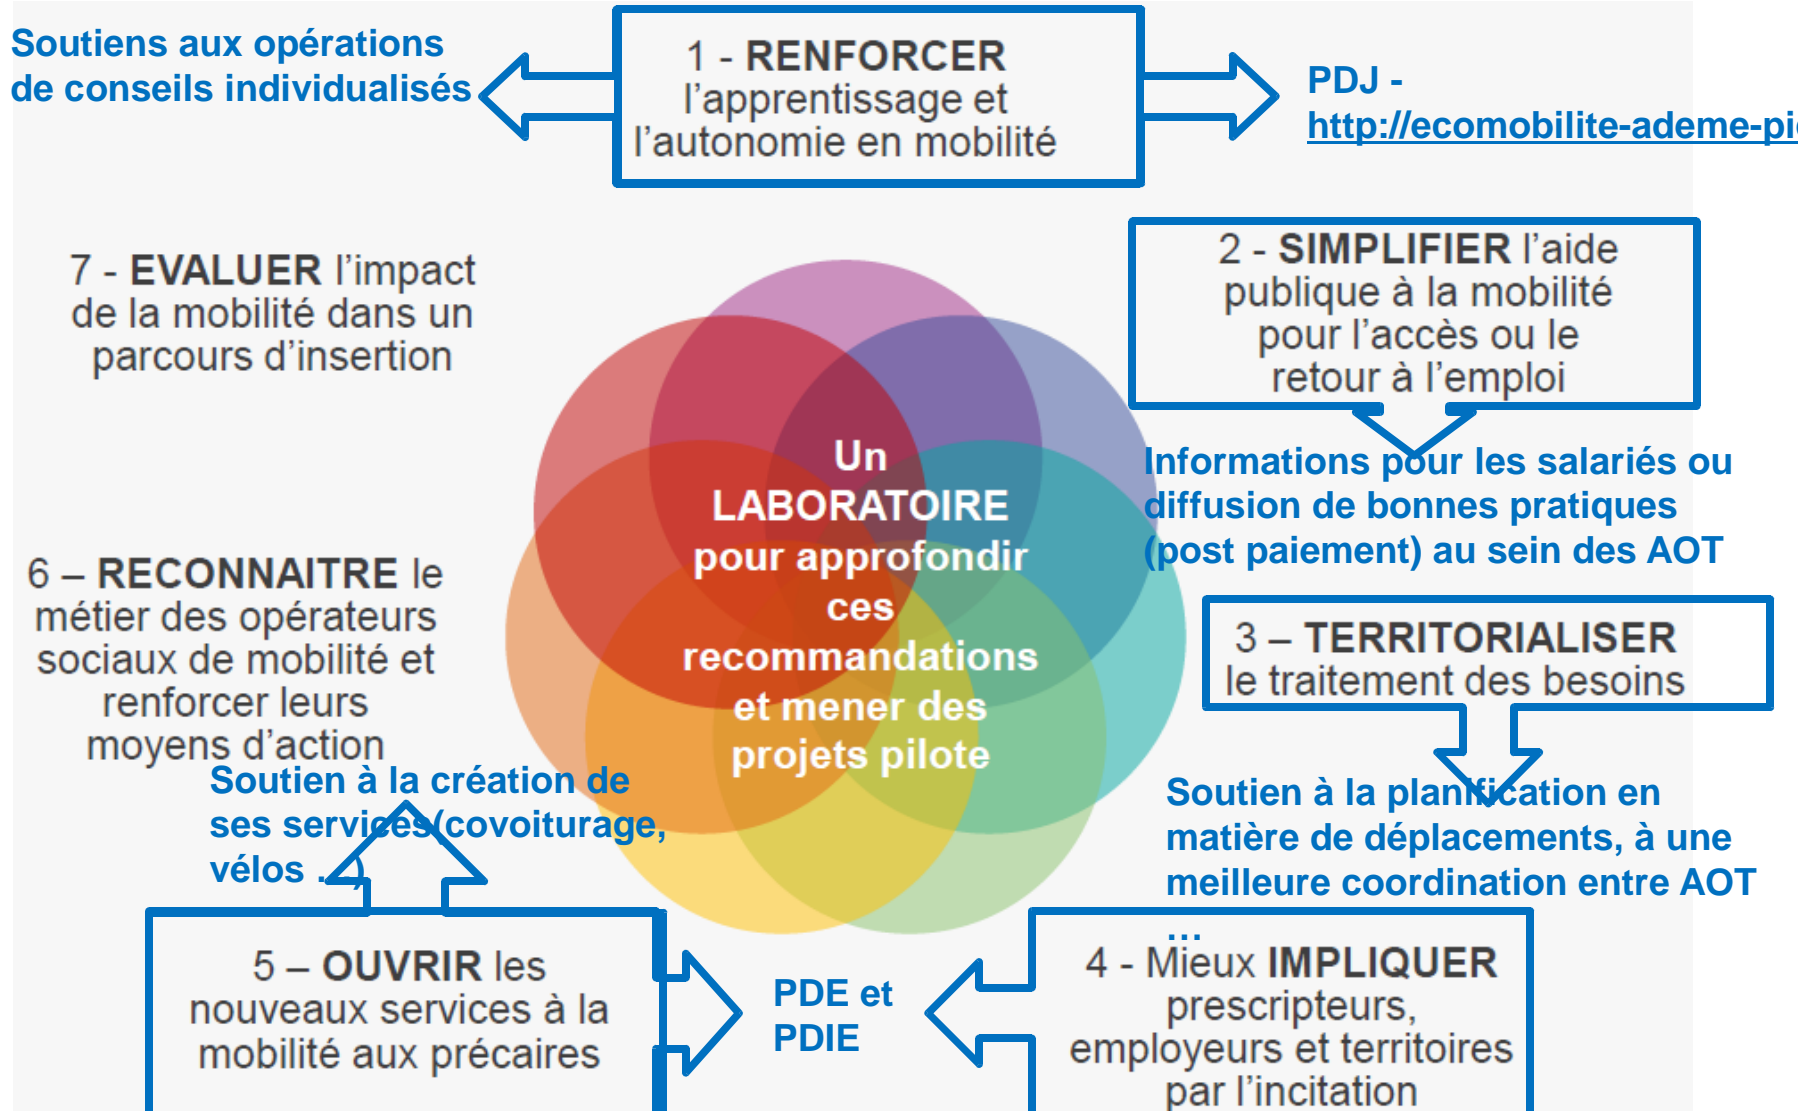 Soutiens aux opérations
de conseils individualisés
1 - RENFORCER
l’apprentissage et
l’autonomie en mobilité
PDJ -
http://ecomobilite-ademe-pi
7 - EVALUER l’impact
de la mobilité dans un
parcours d’insertion
2 - SIMPLIFIER l’aide
publique à la mobilité
pour l’accès ou le
retour à l’emploi
Informations pour les salariés ou
diffusion de bonnes pratiques
(post paiement) au sein des AOT
Un
LABORATOIRE
pour approfondir
ces
recommandations
et mener des
projets pilote
6 – RECONNAITRE le
métier des opérateurs
sociaux de mobilité et
renforcer leurs
moyens d’action
3 – TERRITORIALISER
le traitement des besoins
Soutien à la création de
ses services(covoiturage,
vélos ...)
Soutien à la planification en
matière de déplacements, à une
meilleure coordination entre AOT
...
5 – OUVRIR les
nouveaux services à la
mobilité aux précaires
PDE et
PDIE
4 - Mieux IMPLIQUER
prescripteurs,
employeurs et territoires
par l’incitation